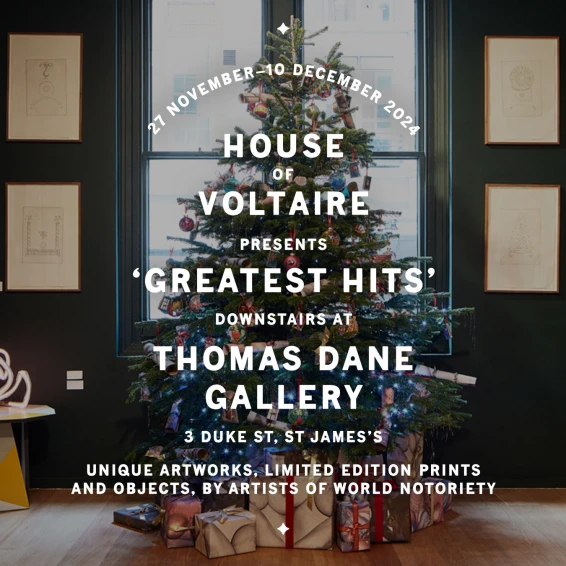 27 NOVEMBER–10 DECEMBER 2024
HOUSE
OF
VOLTAIRE
PRESENTS
‘GREATEST HITS’
DOWNSTAIRS AT
THOMAS DANE
GALLERY
3 DUKE ST, ST JAMES’S
UNIQUE ARTWORKS, LIMITED EDITION PRINTS
AND OBJECTS, BY ARTISTS OF WORLD NOTORIETY